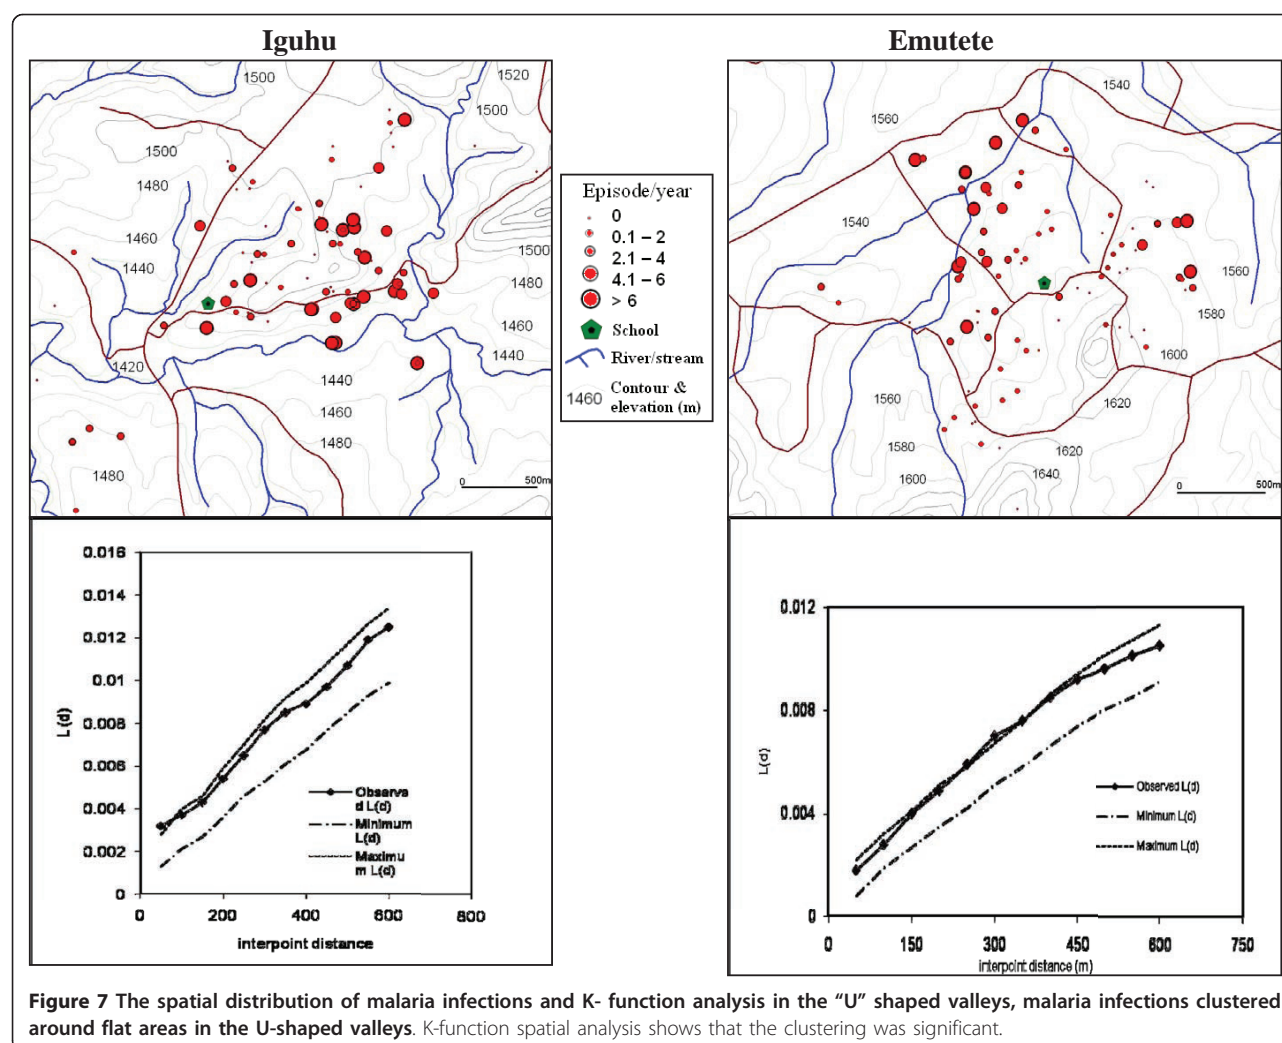 Iguhu
Emutete
1500
1520
1500
1500
1480
1460
1440
1500
1480
1460
1440
1420
1440
1460
1480
1480
0 500m
Episode/year
0
0.1 – 2
2.1 – 4
4.1 – 6
> 6
School
River/stream
1460 Contour &
elevation (m)
1540
1560
1540
1560
1580
1600
1560
1620
1580
1620
1600
1640
0 500m
0.016
0.014
0.012
0.01
0.008
0.006
0.004
0.002
0
L(d)
Observe
d L(d)
Minimum
L(d)
Maximu
m L(d)
0 200 400 600 800
interpoint distance
0.012
0.008
0.004
0
L(d)
Observed L(d)
Minimum L(d)
Maximum L(d)
0 150 300 450 600 750
interpoint distance (m)
Figure 7 The spatial distribution of malaria infections and K- function analysis in the “U” shaped valleys, malaria infections clustered
around flat areas in the U-shaped valleys. K-function spatial analysis shows that the clustering was significant.